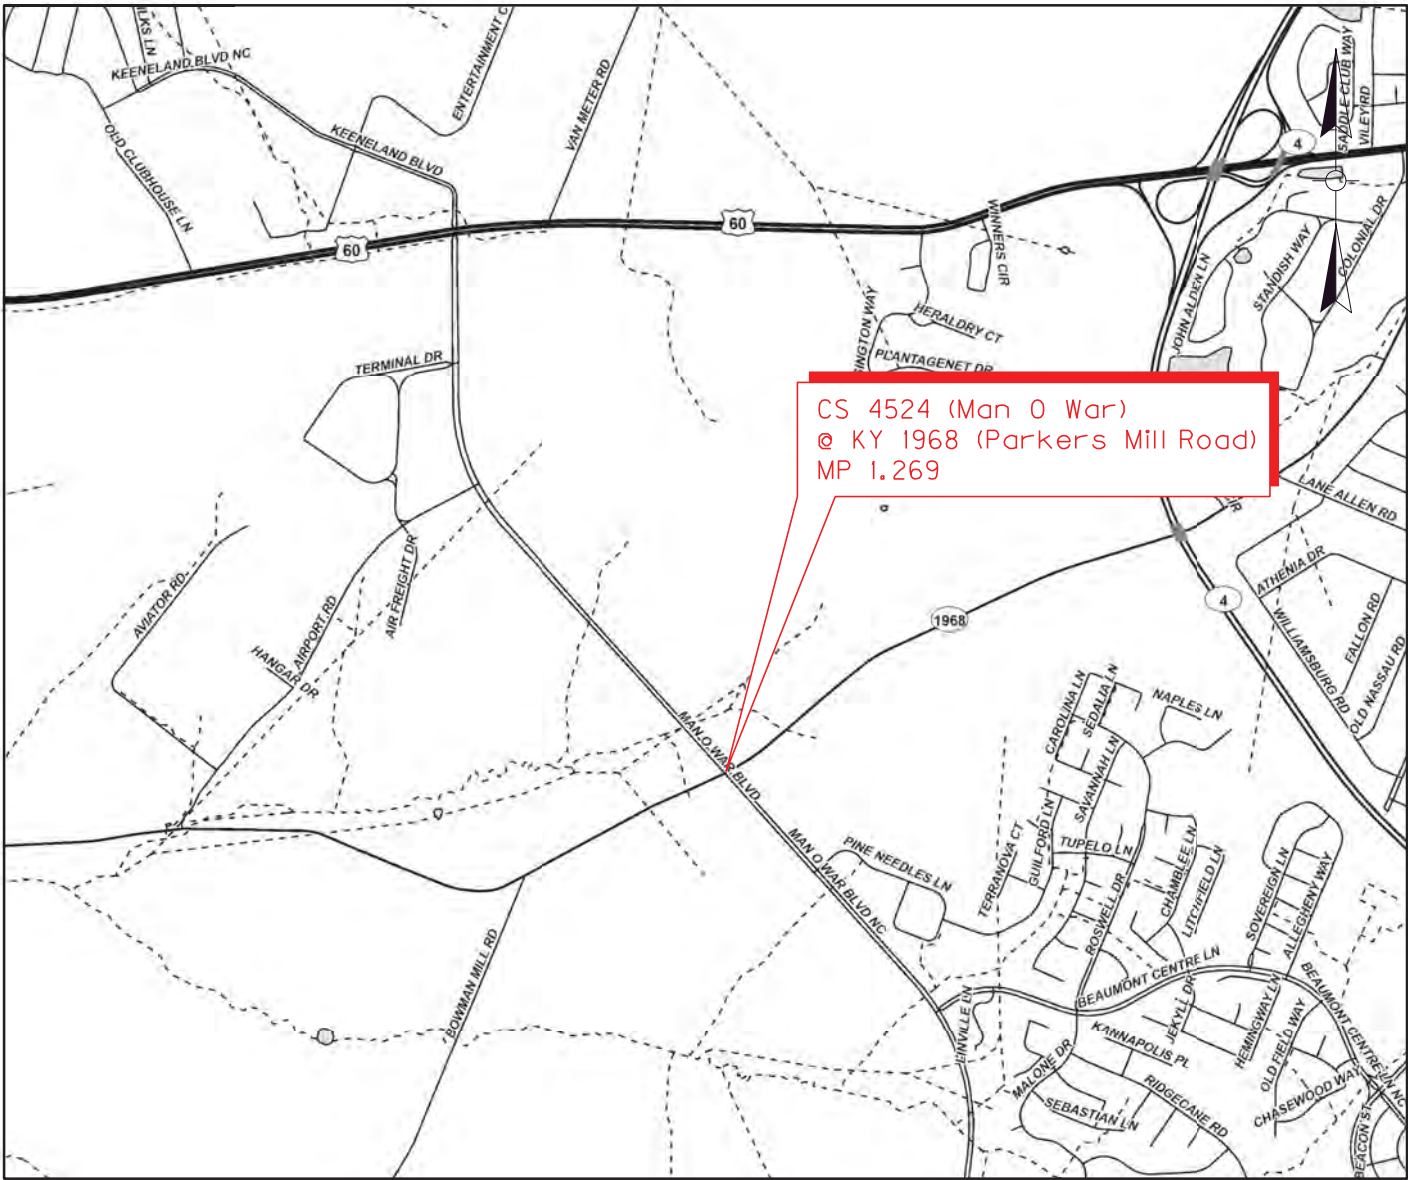 ILKS LN
KEENELAND BLVD NC
ENTERTAINMENT C
VAN METER RD
SADDLE CLUB WAY
VILEY RD
OLD CLUBHOUSE LN
KEENELAND BLVD
4
60
60
WINNERS CIR
COLONIAL DR
STANDISH WAY
JOHN ALDEN LN
SINGTON WAY
HERALDRY CT
PLANTAGENET DR
TERMINAL DR
CS 4524 (Man O War)
@ KY 1968 (Parkers Mill Road)
MP 1.269
CIR
LANE ALLEN RD
ATHENIA DR
AVIATOR RD
AIR FREIGHT DR
AIRPORT RD
HANGAR DR
1968
4
WILLIAMSBURG RD
FALLON RD
OLD NASSAU RD
CAROLINA LN
SEDALIA LN
NAPLES LN
MAN O WAR BLVD
SAVANNAH LN
MAN O WAR BLVD NC
PINE NEEDLES LN
TERRANOVA CT
GUILFORD LN
TUPELO LN
ROSWELL DR
CHAMBLEE LN
LITCHFIELD LN
SOVEREIGN LN
ALLEGHENY WAY
BOWMAN MILL RD
BEAUMONT CENTRE LN
BEAUMONT CENTRE LN NC
LINVILLE LN
KANNAPOLIS PL
JEKYLL DR
HEMINGWAY LN
OLD FIELD WAY
MALONE DR
SEBASTIAN LN
RIDGECANE RD
CHASEWOOD WAY
BEACON ST